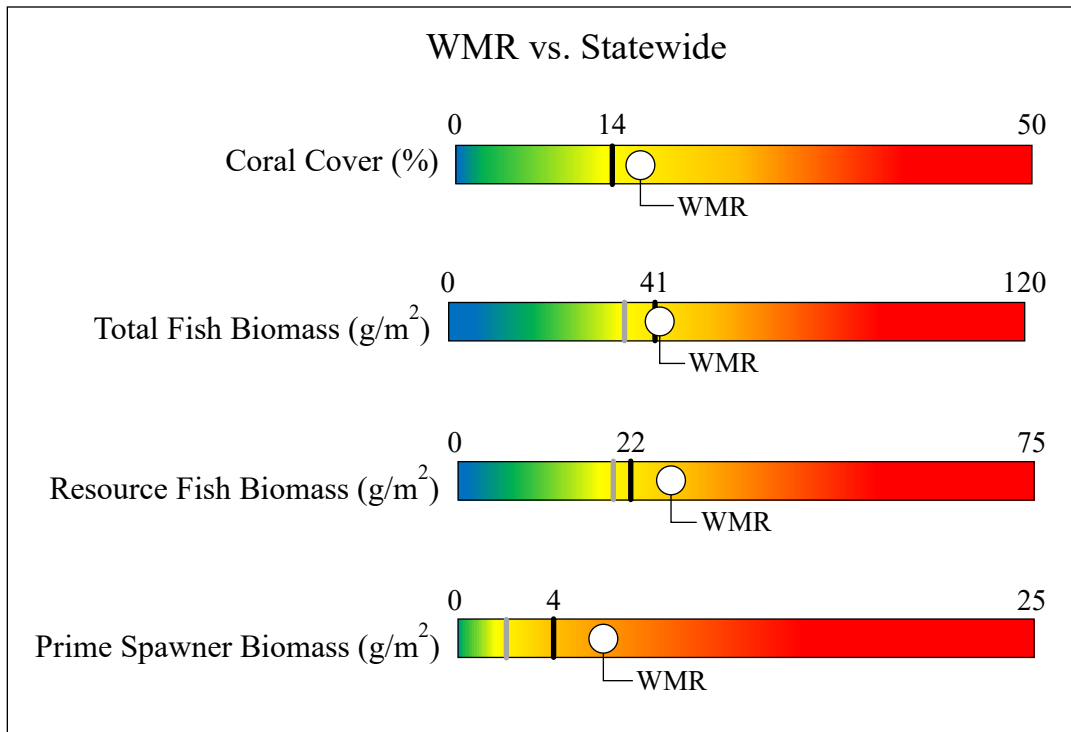 WMR vs. Statewide
0 14 50
Coral Cover (%)
WMR
0 41 120
Total Fish Biomass (g/m²)
WMR
0 22 75
Resource Fish Biomass (g/m²)
WMR
0 4 25
Prime Spawner Biomass (g/m²)
WMR